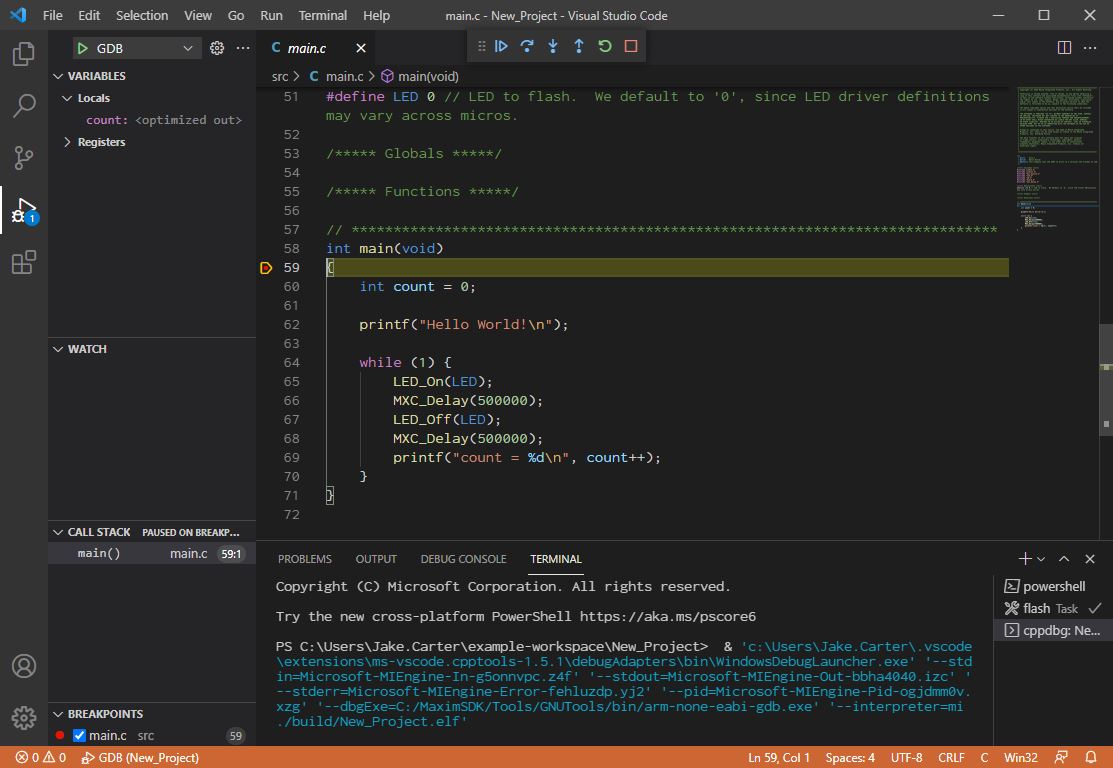 File Edit Selection View Go Run Terminal Help main.c - New_Project - Visual Studio Code
GDB
VARIABLES
Locals
count: <optimized out>
Registers
WATCH
CALL STACK PAUSED ON BREAKP...
main() main.c 59:1
BREAKPOINTS
main.c src 59
1
C main.c
src > C main.c > main(void)
51 #define LED 0 // LED to flash.  We default to '0', since LED driver definitions
may vary across micros.
52
53 /***** Globals *****/
54
55 /***** Functions *****/
56
57 // *****************************************************************************
58 int main(void)
59 {
60     int count = 0;
61
62     printf("Hello World!\n");
63
64     while (1) {
65         LED_On(LED);
66         MXC_Delay(500000);
67         LED_Off(LED);
68         MXC_Delay(500000);
69         printf("count = %d\n", count++);
70     }
71 }
72
PROBLEMS OUTPUT DEBUG CONSOLE TERMINAL
Copyright (C) Microsoft Corporation. All rights reserved.
Try the new cross-platform PowerShell https://aka.ms/pscore6
PS C:\Users\Jake.Carter\example-workspace\New_Project>  & 'c:\Users\Jake.Carter\.vscode
\extensions\ms-vscode.cpptools-1.5.1\debugAdapters\bin\WindowsDebugLauncher.exe' '--std
in=Microsoft-MIEngine-In-g5onnvpc.z4f' '--stdout=Microsoft-MIEngine-Out-bbha4040.izc' '
--stderr=Microsoft-MIEngine-Error-fehluzdp.yj2' '--pid=Microsoft-MIEngine-Pid-ogjdmm0v.
xzg' '--dbgExe=C:/MaximSDK/Tools/GNUTools/bin/arm-none-eabi-gdb.exe' '--interpreter=mi
./build/New_Project.elf'
powershell
flash Task
cppdbg: Ne...
0 0 GDB (New_Project) Ln 59, Col 1 Spaces: 4 UTF-8 CRLF C Win32